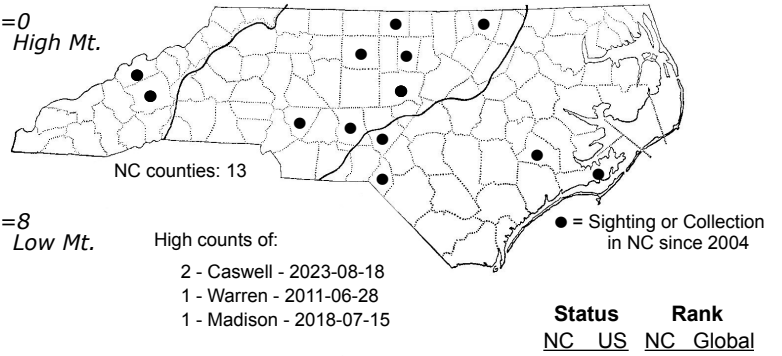 =0
High Mt.
NC counties: 13
=8
Low Mt.
High counts of:
2 - Caswell - 2023-08-18
1 - Warren - 2011-06-28
1 - Madison - 2018-07-15
● = Sighting or Collection
in NC since 2004
Status Rank
NC US NC Global